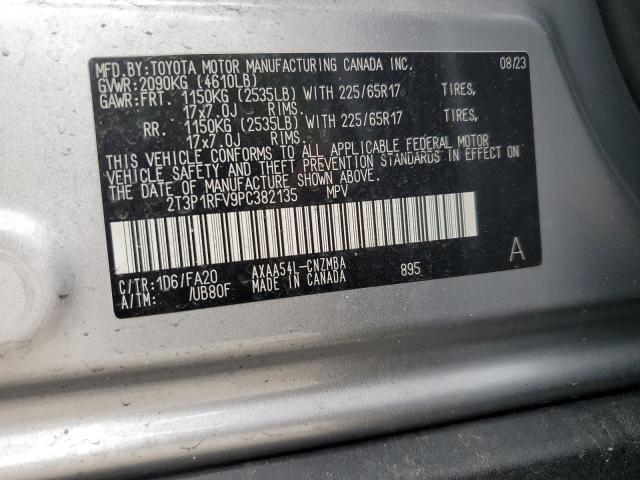 MFD.BY:TOYOTA MOTOR MANUFACTURING CANADA INC. 08/23
GVWR:2090KG (4610LB)
GAWR:FRT. 1150KG (2535LB) WITH 225/65R17 TIRES,
17x7.0J RIMS.
RR. 1150KG (2535LB) WITH 225/65R17 TIRES,
17x7.0J RIMS
THIS VEHICLE CONFORMS TO ALL APPLICABLE FEDERAL MOTOR
VEHICLE SAFETY AND THEFT PREVENTION STANDARDS IN EFFECT ON
THE DATE OF MANUFACTURE SHOWN ABOVE.
2T3P1RFV9PC382135 MPV
A
C/TR:1D6/FA20 AXAA54L-CNZMBA 895
A/TM: /UB80F MADE IN CANADA